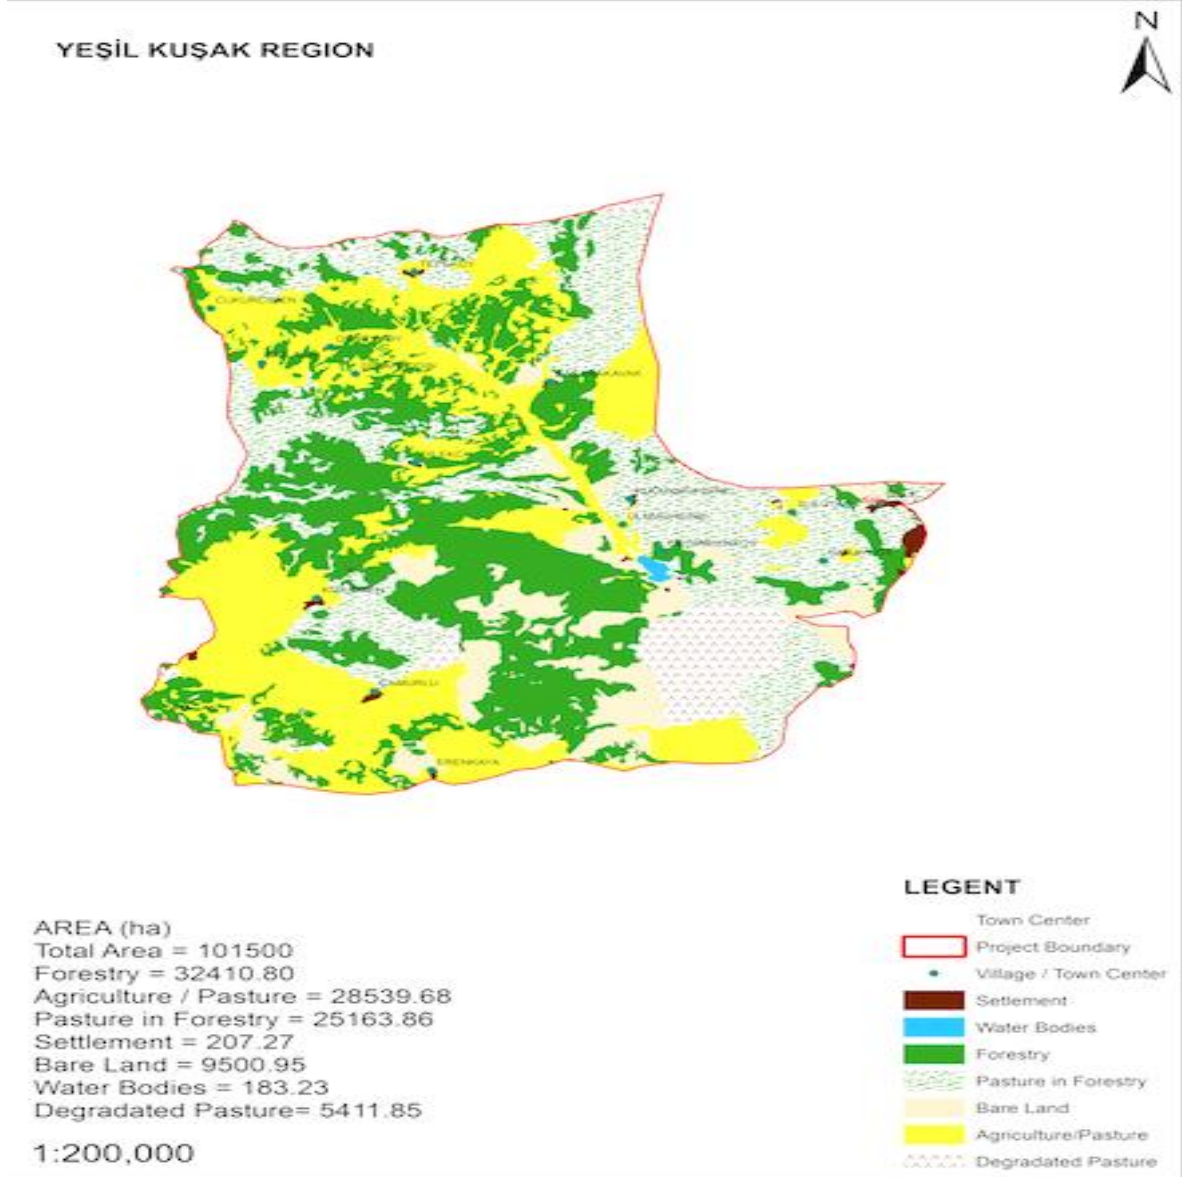 N
YEŞİL KUŞAK REGION
ÇAMURLU
ERENKAYA
LEGENT
Town Center
Project Boundary
Village / Town Center
Setlement
Water Bodies
Forestry
Pasture in Forestry
Bare Land
Agriculture/Pasture
Degradated Pasture
AREA (ha)
Total Area = 101500
Forestry = 32410.80
Agriculture / Pasture = 28539.68
Pasture in Forestry = 25163.86
Settlement = 207.27
Bare Land = 9500.95
Water Bodies = 183.23
Degradated Pasture= 5411.85
1:200,000